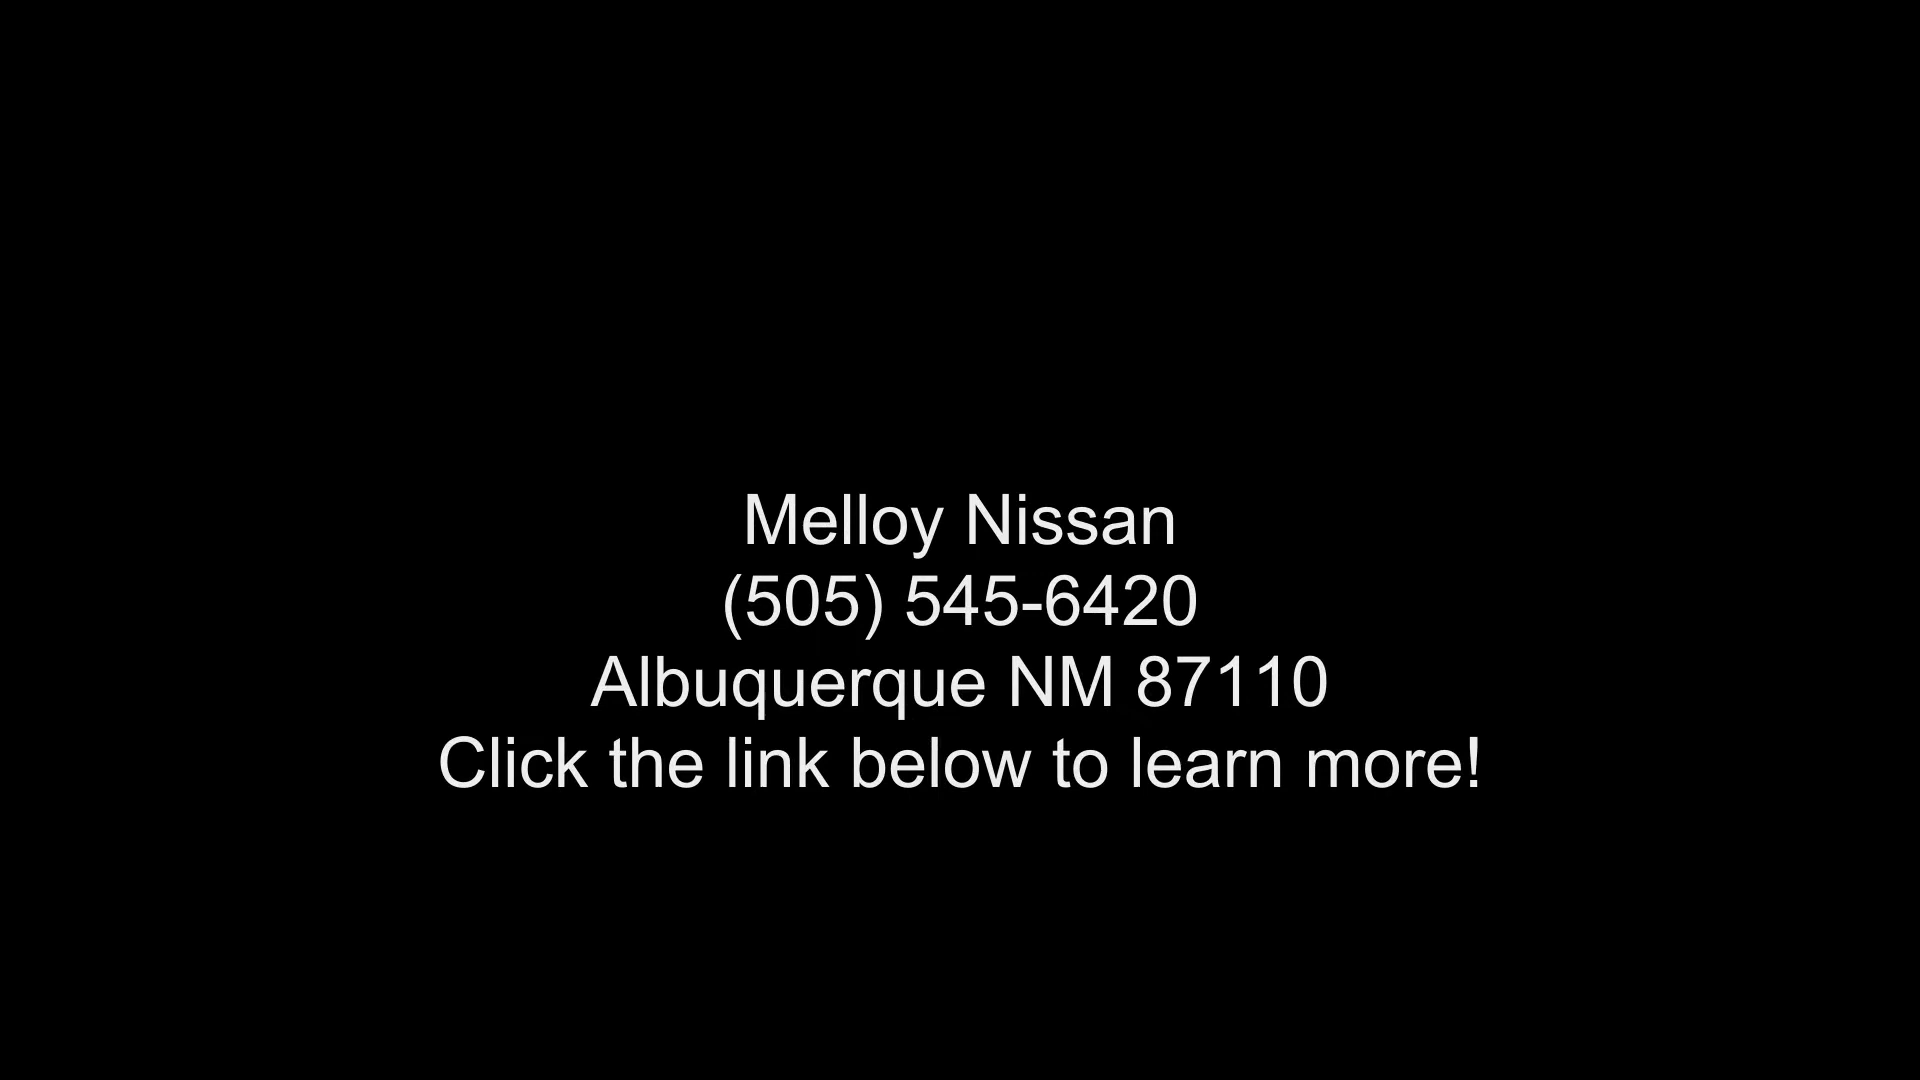 Melloy Nissan
(505) 545-6420
Albuquerque NM 87110
Click the link below to learn more!